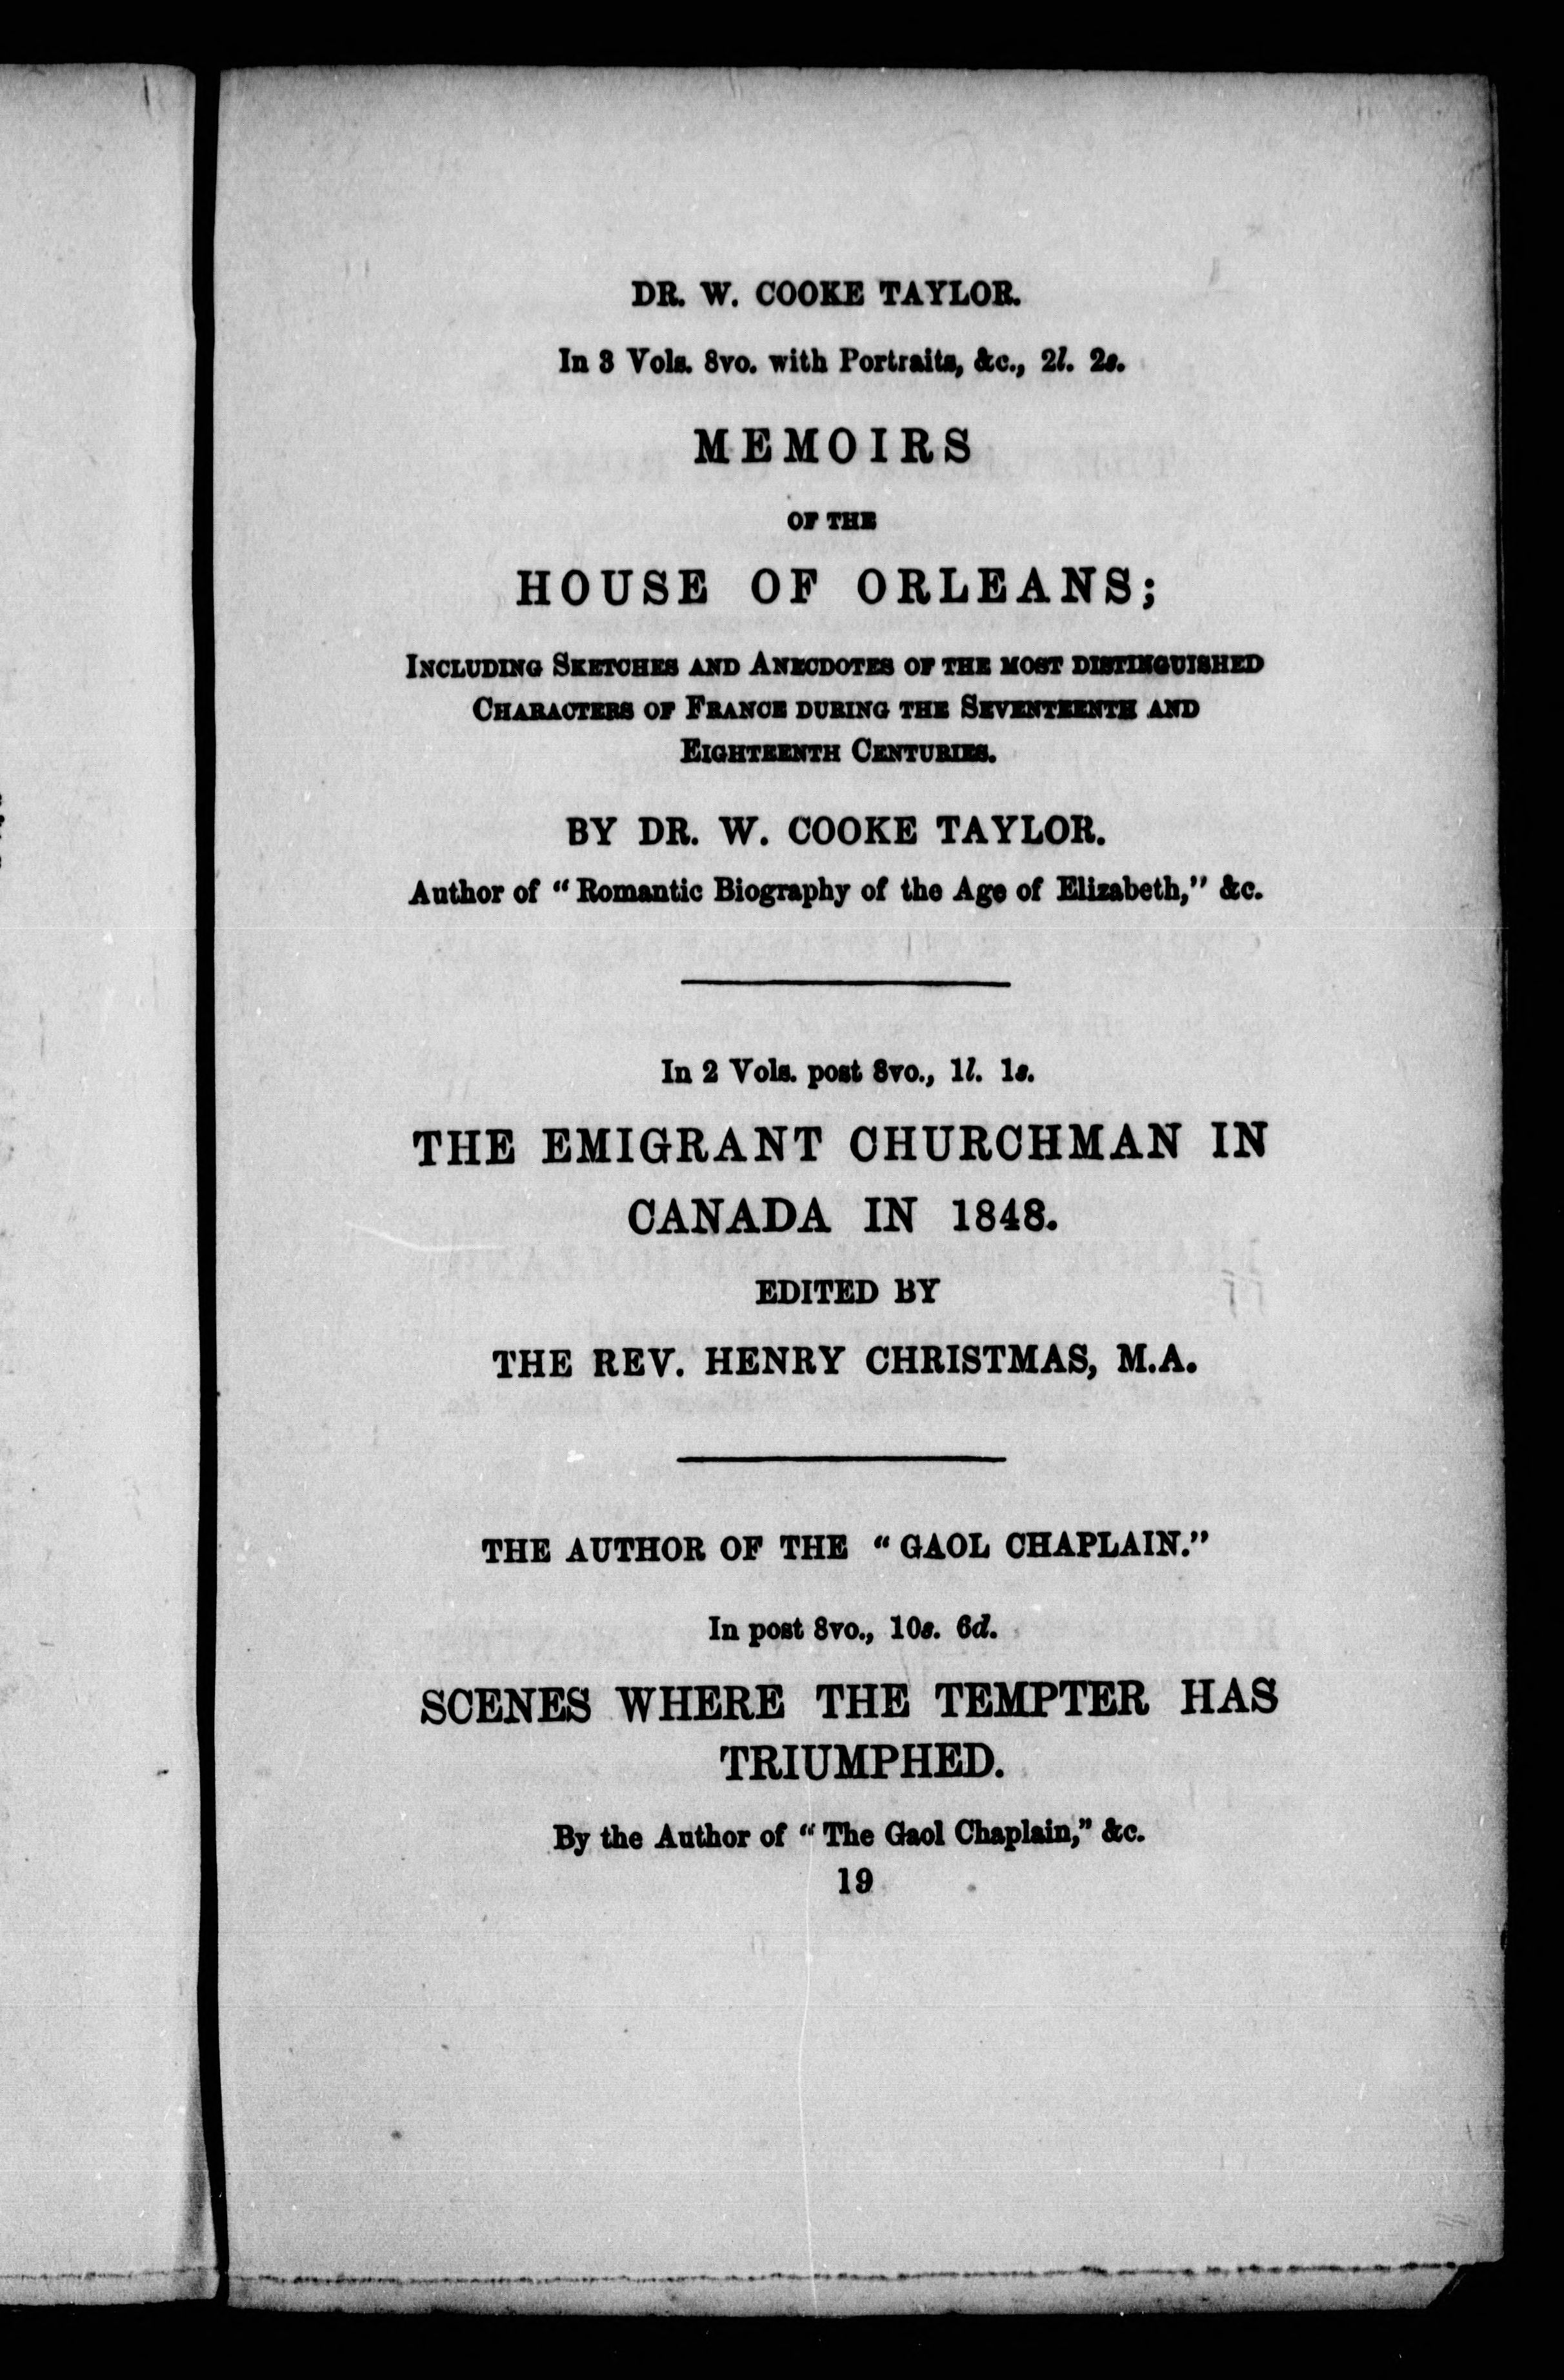 DR. W. COOKE TAYLOR.
In 3 Vols. 8vo. with Portraits, &c., 2l. 2s.
MEMOIRS
OF THE
HOUSE OF ORLEANS;
INCLUDING SKETCHES AND ANECDOTES OF THE MOST DISTINGUISHED
CHARACTERS OF FRANCE DURING THE SEVENTEENTH AND
EIGHTEENTH CENTURIES.
BY DR. W. COOKE TAYLOR.
Author of “Romantic Biography of the Age of Elizabeth,” &c.
In 2 Vols. post 8vo., 1l. 1s.
THE EMIGRANT CHURCHMAN IN
CANADA IN 1848.
EDITED BY
THE REV. HENRY CHRISTMAS, M.A.
THE AUTHOR OF THE “GAOL CHAPLAIN.”
In post 8vo., 10s. 6d.
SCENES WHERE THE TEMPTER HAS
TRIUMPHED.
By the Author of “The Gaol Chaplain,” &c.
19